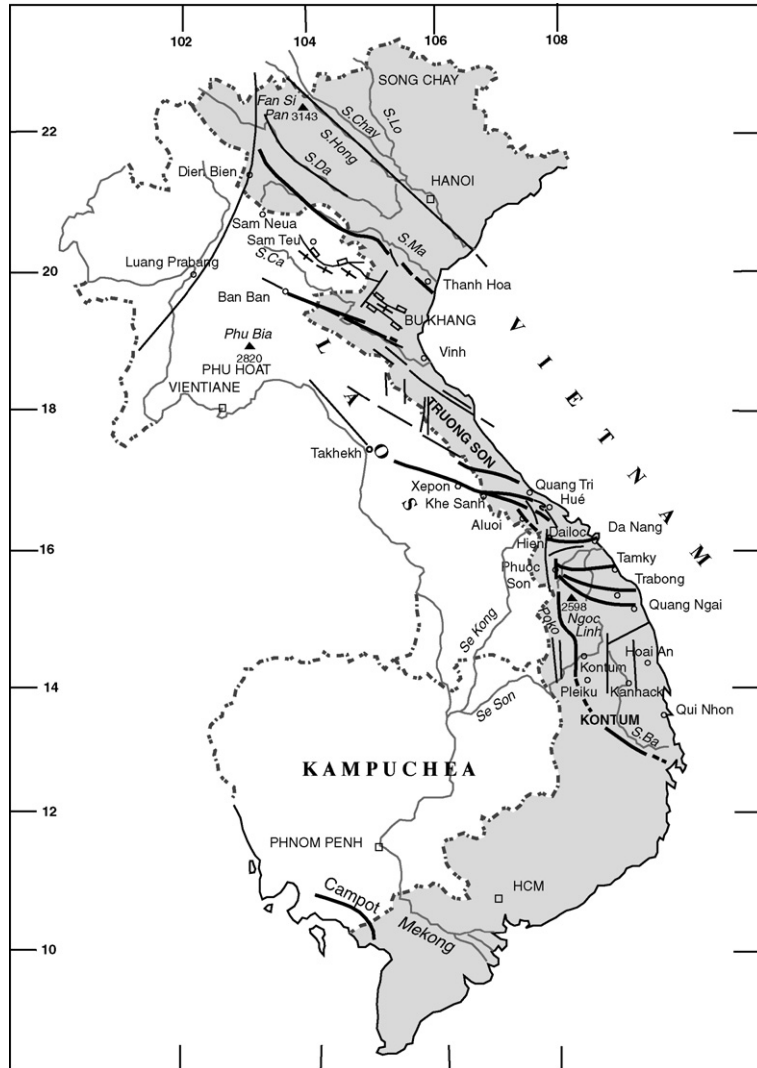 102 104 106 108
SONG CHAY
Fan Si
Pan 3143
S.Chay
S.Lo
22
S.Hong
Dien Bien
S.Da
HANOI
Sam Neua
Sam Teu
S.Ma
S.Ca
Luang Prabang
20
Thanh Hoa
Ban Ban
BU KHANG
Phu Bia
2820
PHU HOAT
Vinh
VIENTIANE
18
LAOS
VIETNAM
TRUONG SON
Takhekh
Xepon
Quang Tri
Khe Sanh
Hué
Aluoi
Dailoc
Da Nang
16
Hien
Phuoc
Son
Tamky
Trabong
2598
Quang Ngai
Ngoc
Linh
Poko
Se Kong
Hoai An
Kontum
14
Pleiku
Kannack
Se Son
Qui Nhon
KONTUM
S.Ba
KAMPUCHEA
12
PHNOM PENH
HCM
Campot
Mekong
10